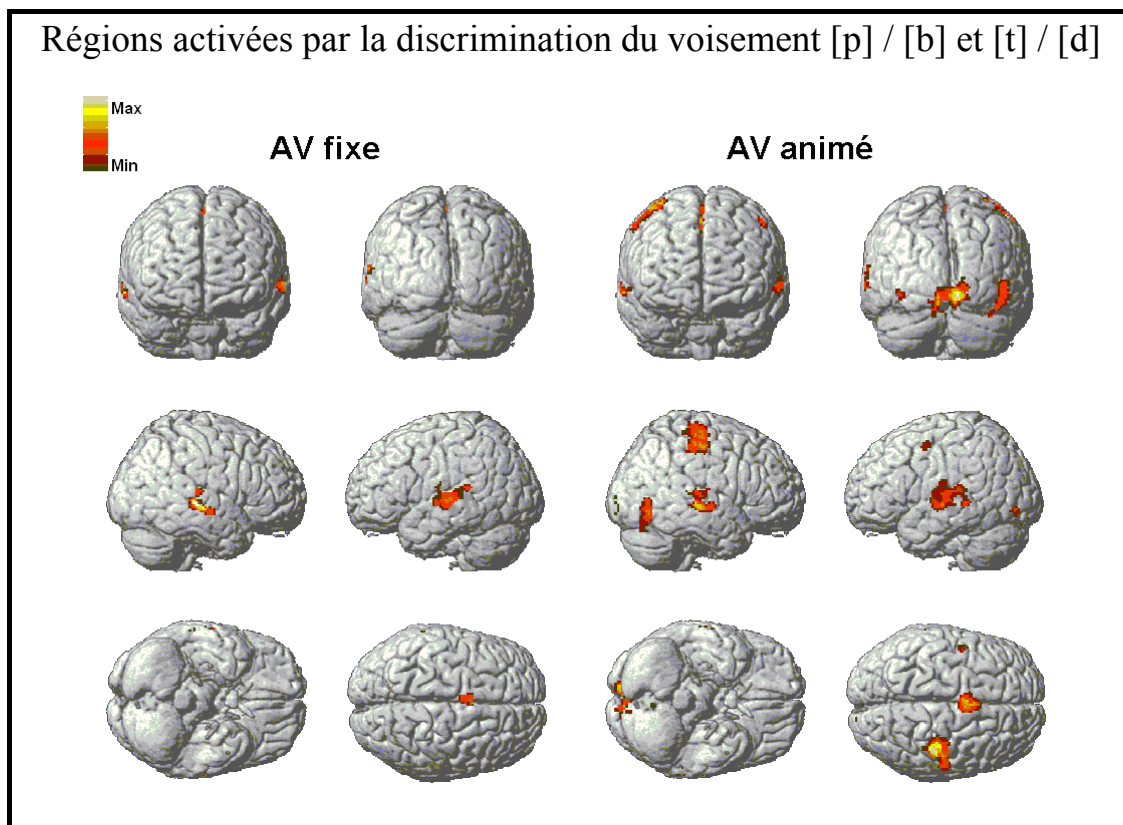 Régions activées par la discrimination du voisement [p] / [b] et [t] / [d]
Max
Min
AV fixe
AV animé